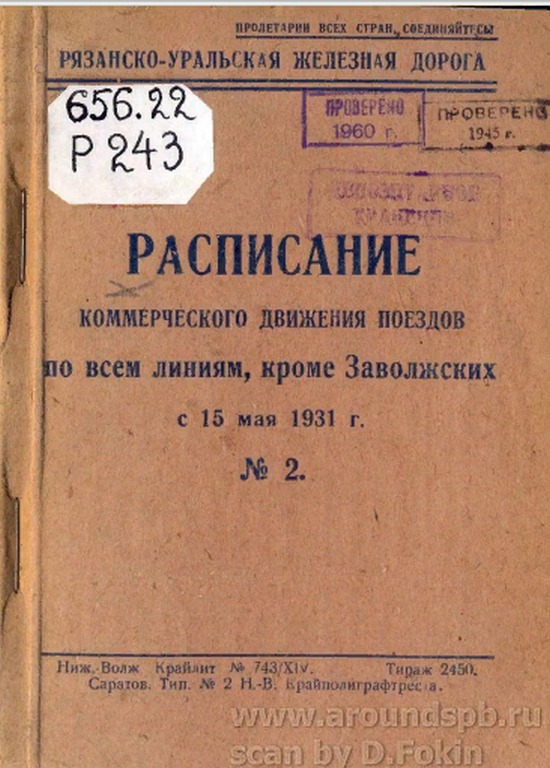 ПРОЛЕТАРИИ ВСЕХ СТРАН, СОЕДИНЯЙТЕСЬ
РЯЗАНСКО-УРАЛЬСКАЯ ЖЕЛЕЗНАЯ ДОРОГА
656.22
Р 243
ПРОВЕРЕНО
1960 г.
ПРОВЕРЕНО
1945 г.
РАСПИСАНИЕ
КОММЕРЧЕСКОГО ДВИЖЕНИЯ ПОЕЗДОВ
по всем линиям, кроме Заволжских
с 15 мая 1931 г.
№ 2.
Ниж.-Волж Крайлит № 743/XIV. Тираж 2450.
Саратов. Тип. № 2 Н.-В. Крайполиграфтреста.
www.aroundspb.ru
scan by D.Fokin